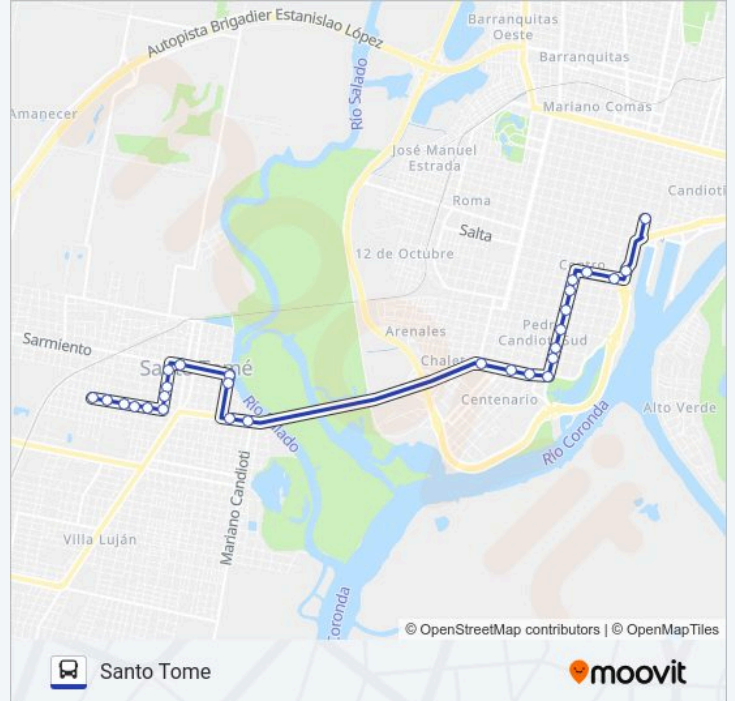 Barranquitas
Oeste
Autopista Brigadier Estanislao López
Barranquitas
Amanecer
Río Salado
Mariano Comas
José Manuel
Estrada
Candioti
Roma
Salta
12 de Octubre
Centro
Arenales
Sarmiento
Candioti Sud
Santo Tomé
Chalet
Centenario
Alto Verde
Río Salado
Río Coronda
Mariano Candioti
Villa Luján
Coronda
© OpenStreetMap contributors | © OpenMapTiles
Santo Tome
moovit